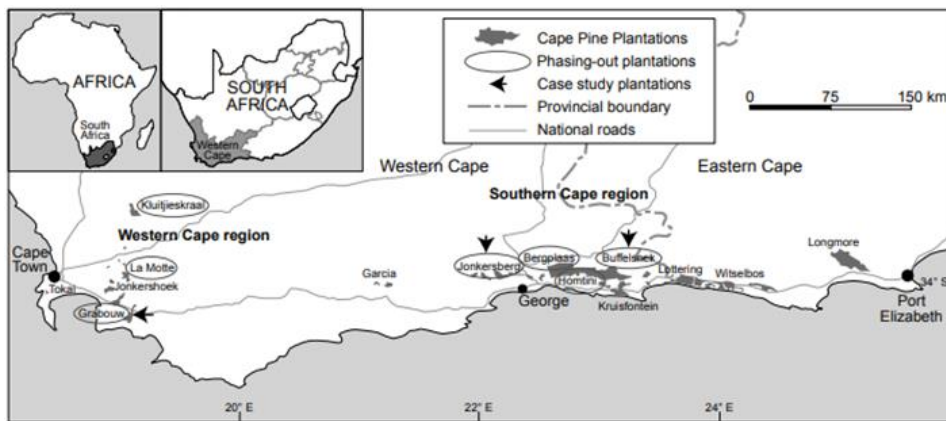 AFRICA
South
Africa
SOUTH
AFRICA
Western
Cape
Cape Pine Plantations
Phasing-out plantations
Case study plantations
Provincial boundary
National roads
0 75 150 km
Western Cape
Eastern Cape
Southern Cape region
Kluitjieskraal
Western Cape region
Cape
Town
La Motte
Jonkershoek
Tokai
Grabouw
Garcia
Jonkersberg
Bergplaas
Buffelsnek
Homtini
George
Kruisfontein
Lottering
Witselbos
Longmore
34° S
Port
Elizabeth
20° E
22° E
24° E